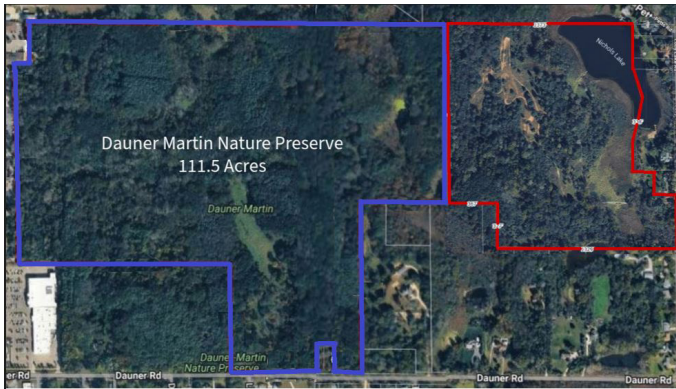 Pet
Nichols Lake
Dauner Martin Nature Preserve
111.5 Acres
Dauner Martin
Dauner-Martin
Nature Preserve
er Rd
Dauner Rd
Dauner Rd
Dauner Rd